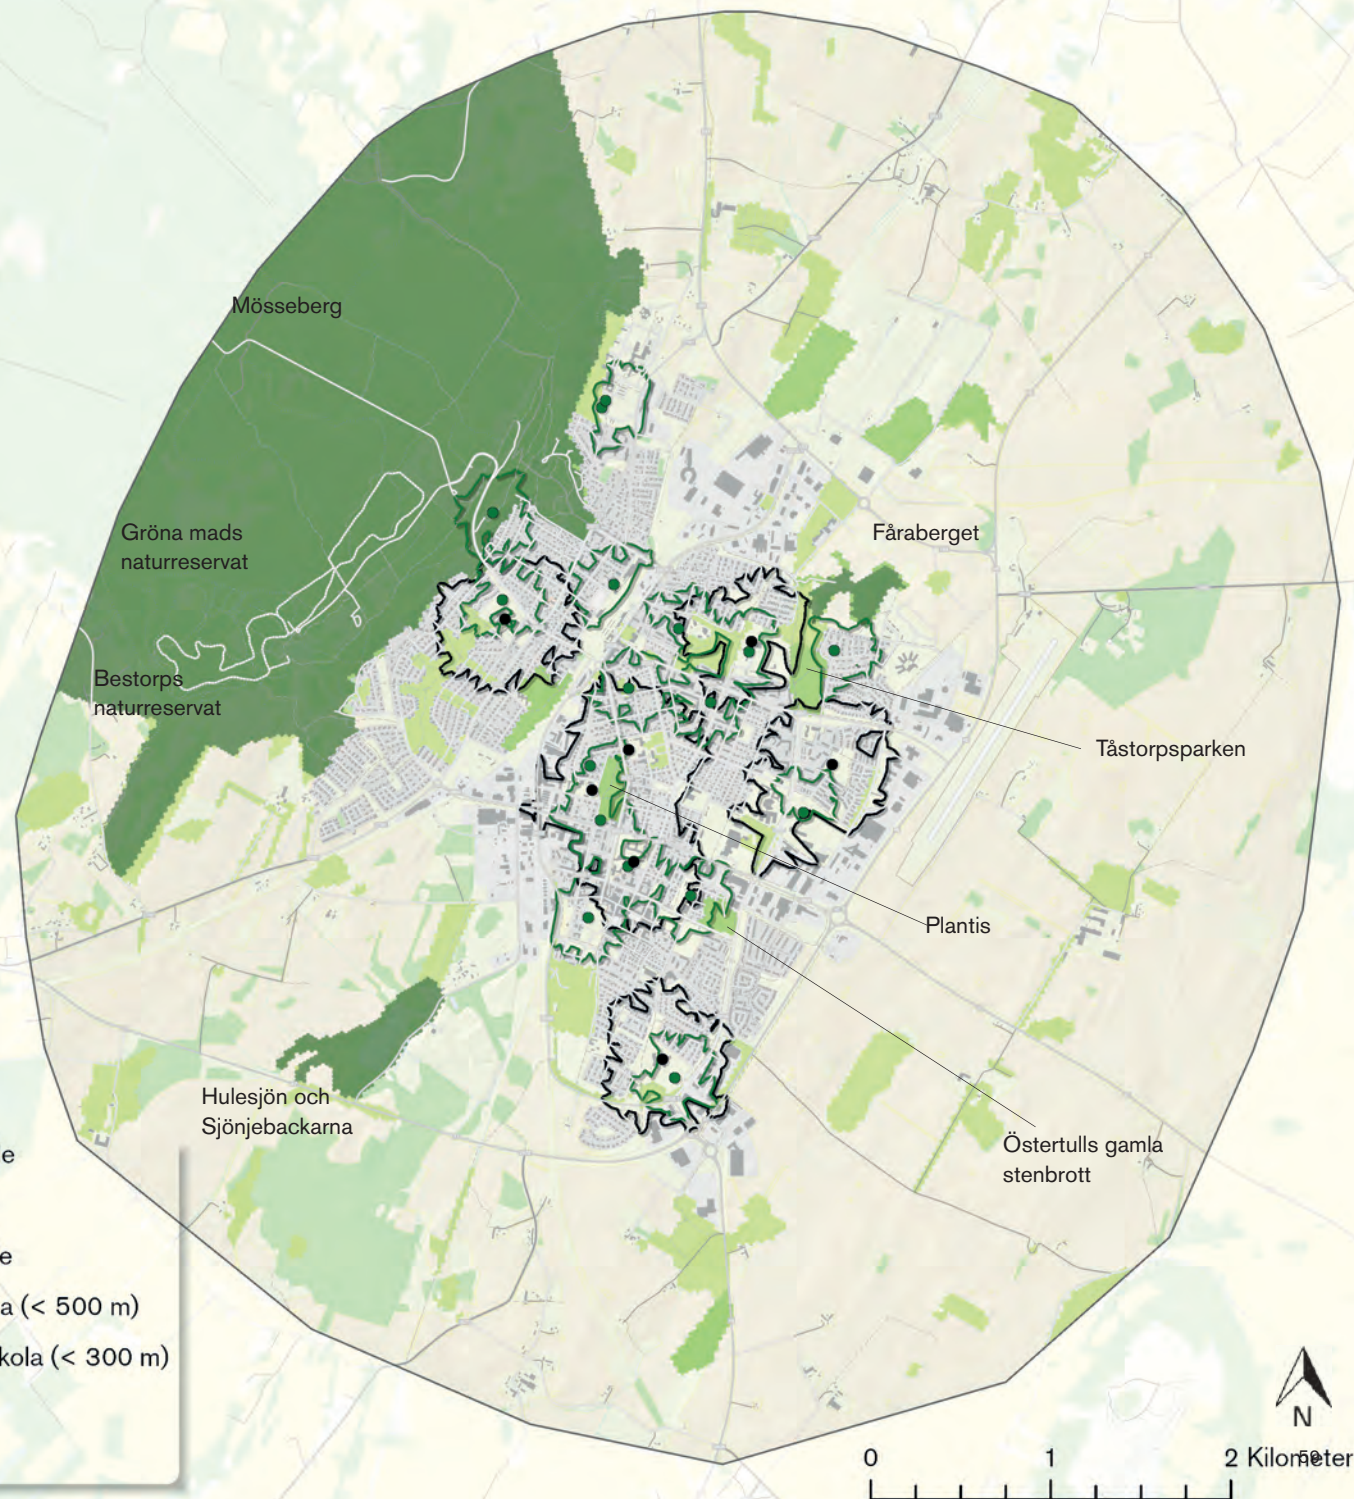 Mösseberg
Gröna mads
naturreservat
Fåraberget
Bestorps
naturreservat
Tåstorpsparken
Plantis
Hulesjön och
Sjönjebackarna
Östertulls gamla
stenbrott
e
e
a (< 500 m)
kola (< 300 m)
N
0 1 2 Kilometer
59